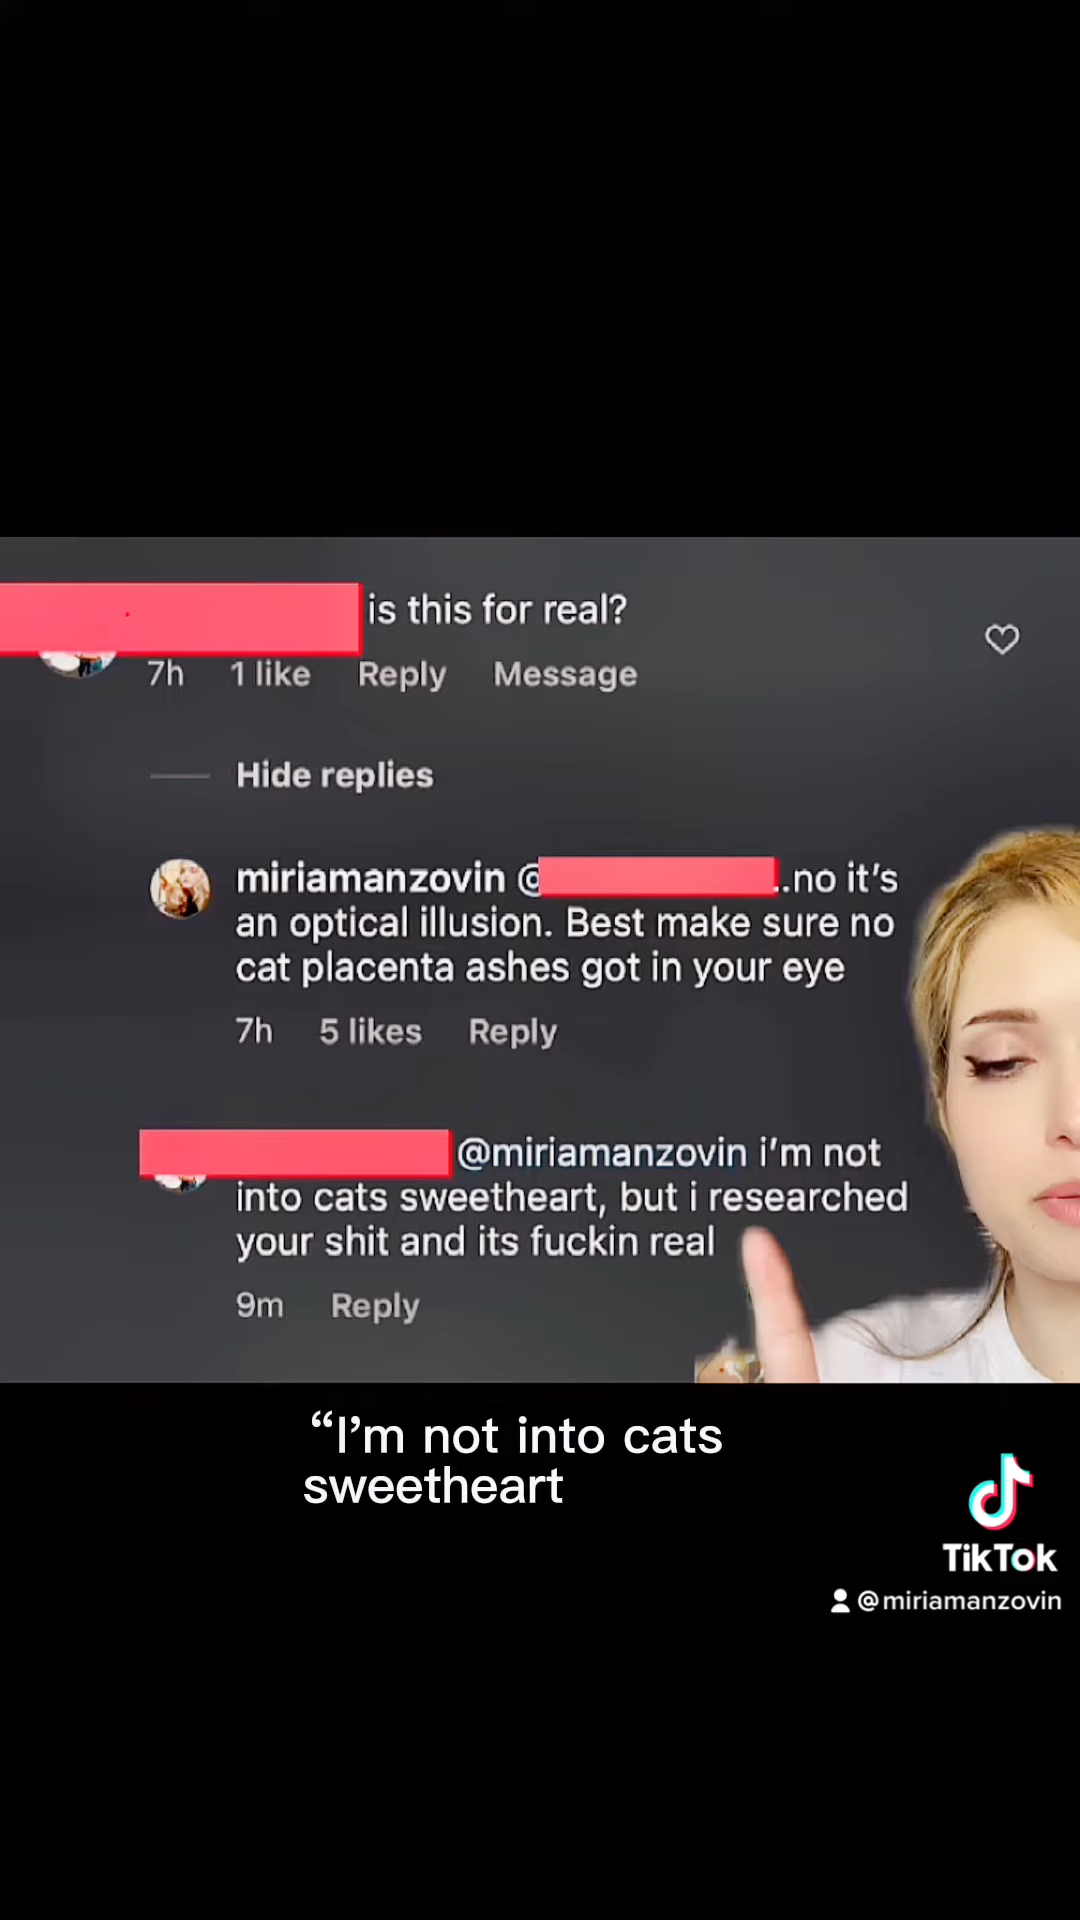 is this for real?
7h 1 like Reply Message
Hide replies
miriamanzovin @ ..no it's
an optical illusion. Best make sure no
cat placenta ashes got in your eye
7h 5 likes Reply
@miriamanzovin i'm not
into cats sweetheart, but i researched
your shit and its fuckin real
9m Reply
“I’m not into cats
sweetheart
TikTok
@miriamanzovin